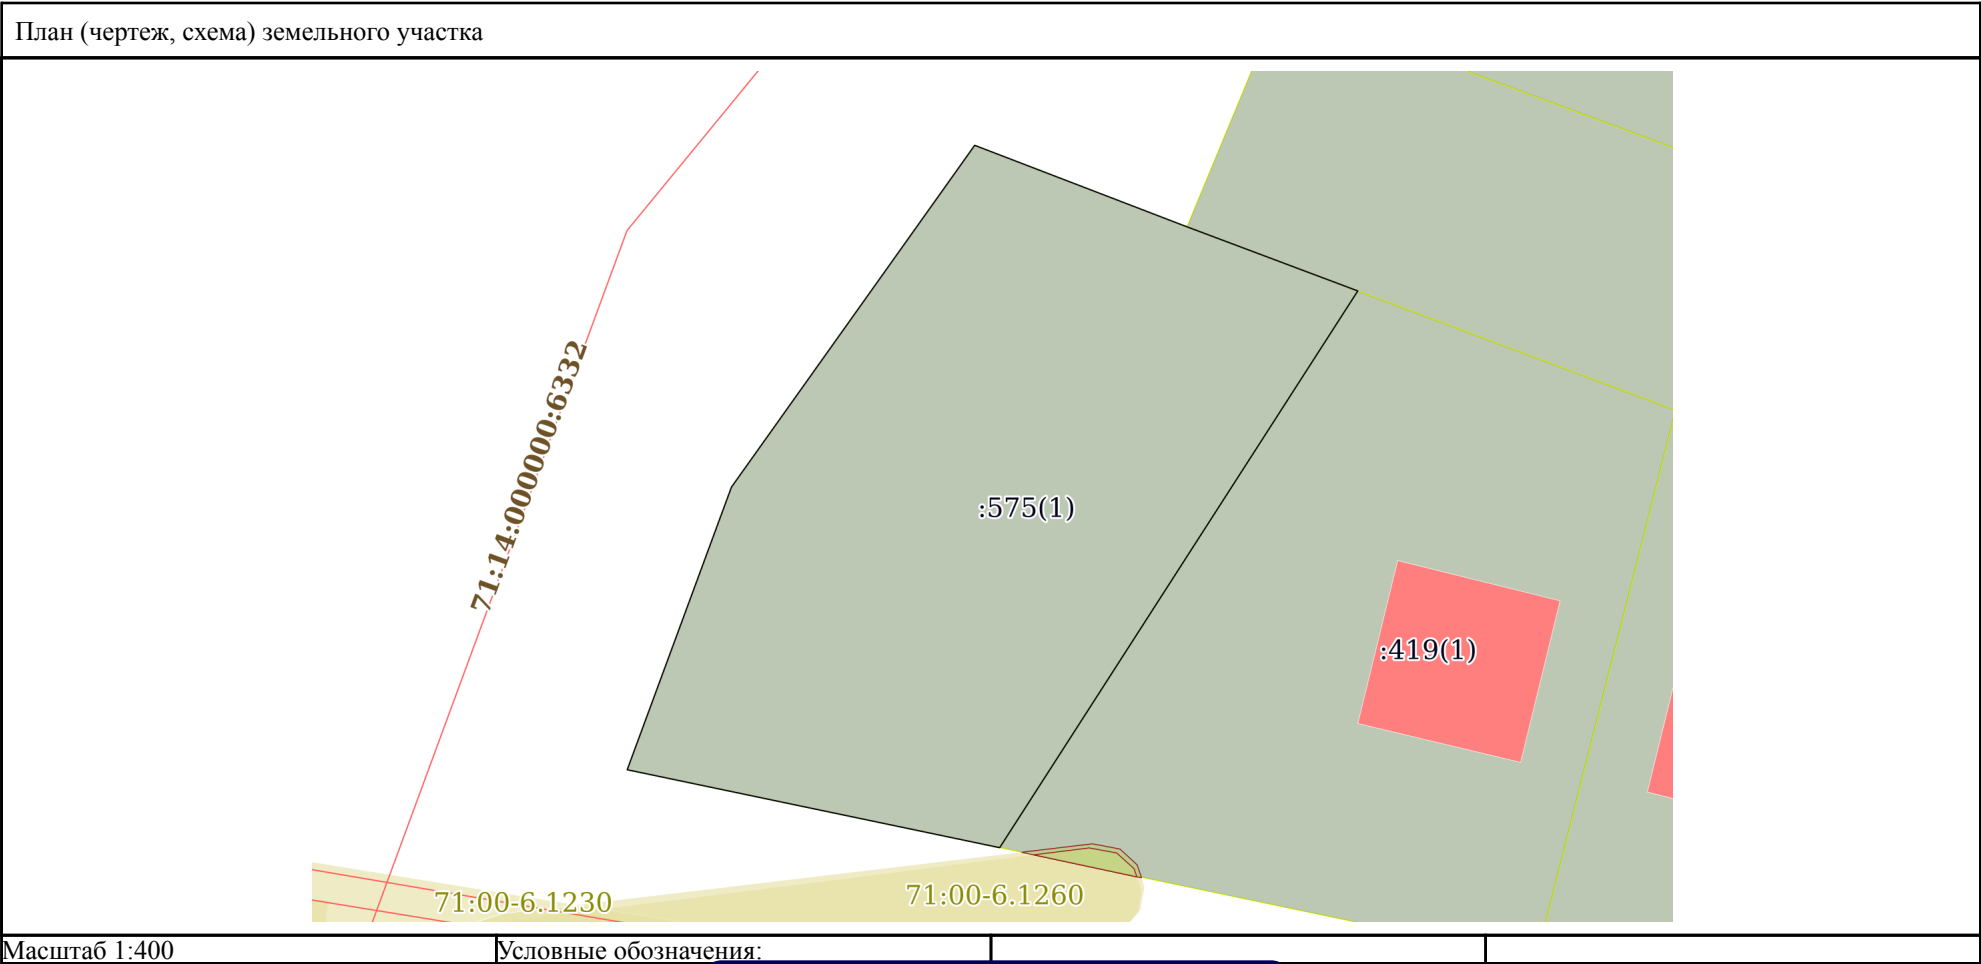 План (чертеж, схема) земельного участка
71:14:000000:6332
:575(1)
:419(1)
71:00-6.1230
71:00-6.1260
Масштаб 1:400
Условные обозначения: